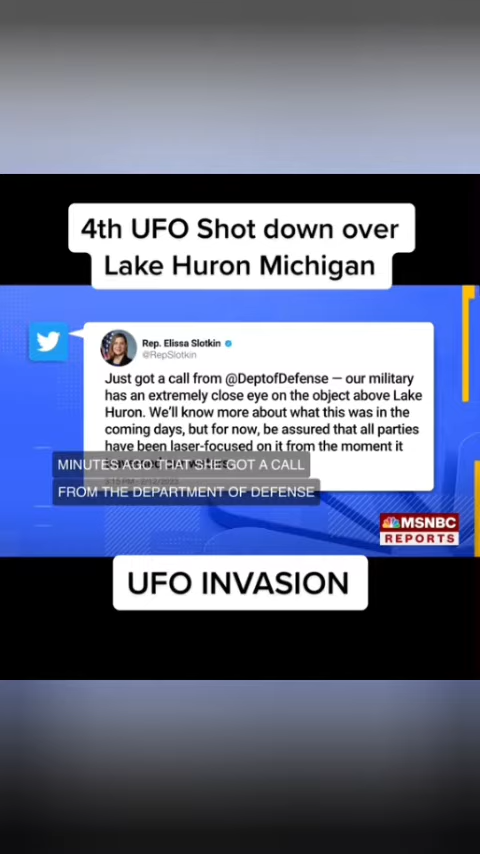 4th UFO Shot down over
Lake Huron Michigan
Rep. Elissa Slotkin
@RepSlotkin
Just got a call from @DeptofDefense — our military
has an extremely close eye on the object above Lake
Huron. We'll know more about what this was in the
coming days, but for now, be assured that all parties
have been laser-focused on it from the moment it
MINUTES AGO THAT SHE GOT A CALL
FROM THE DEPARTMENT OF DEFENSE
MSNBC
REPORTS
UFO INVASION